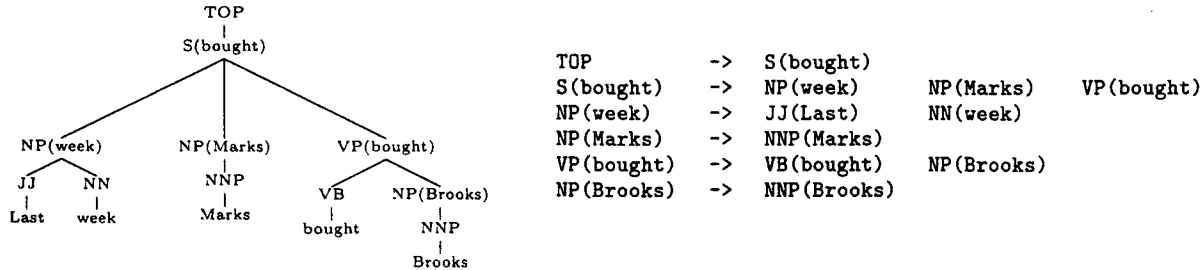 TOP
S(bought)
NP(week) NP(Marks) VP(bought)
JJ NN NNP VB NP(Brooks)
Last week Marks bought NNP
Brooks
TOP -> S(bought)
S(bought) -> NP(week) NP(Marks) VP(bought)
NP(week) -> JJ(Last) NN(week)
NP(Marks) -> NNP(Marks)
VP(bought) -> VB(bought) NP(Brooks)
NP(Brooks) -> NNP(Brooks)